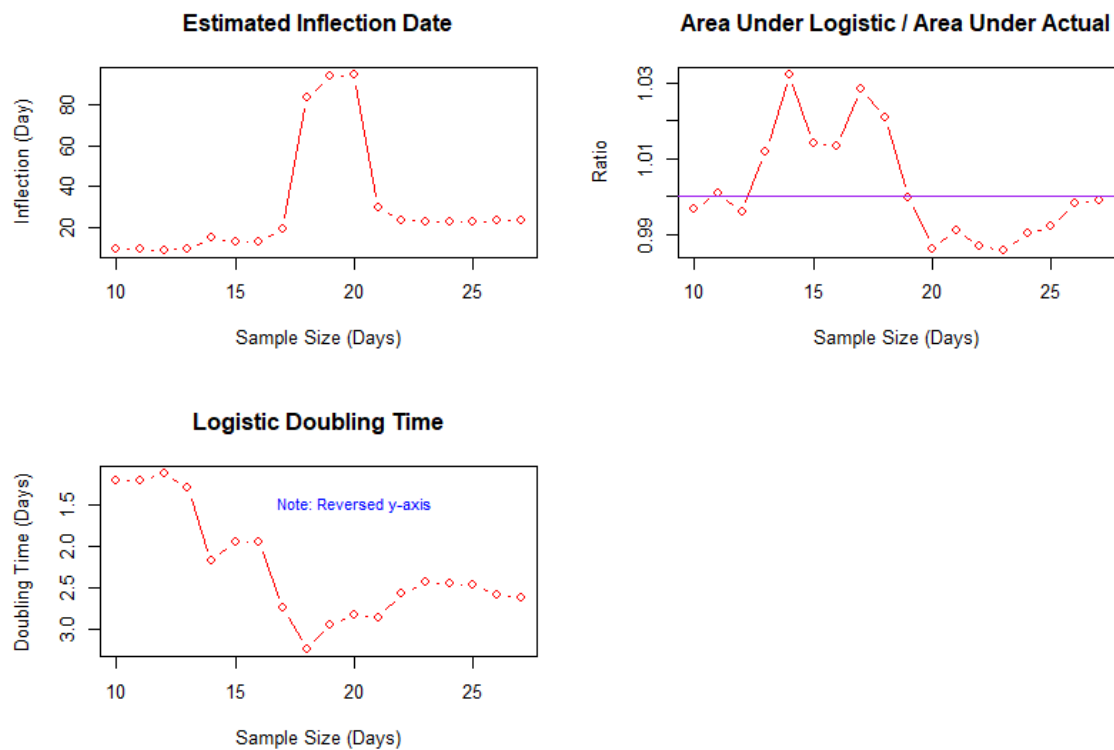 Estimated Inflection Date
Inflection (Day)
80
60
40
20
10 15 20 25
Sample Size (Days)
Area Under Logistic / Area Under Actual
Ratio
1.03
1.01
0.99
10 15 20 25
Sample Size (Days)
Logistic Doubling Time
Doubling Time (Days)
1.5
2.0
2.5
3.0
Note: Reversed y-axis
10 15 20 25
Sample Size (Days)